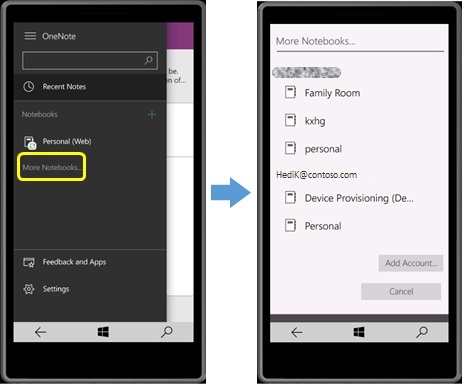 OneNote
be.
on of...
Recent Notes
Notebooks
Personal (Web)
More Notebooks...
Feedback and Apps
Settings
More Notebooks...
Family Room
kxhg
personal
HediK@contoso.com
Device Provisioning (De...
Personal
Add Account...
Cancel